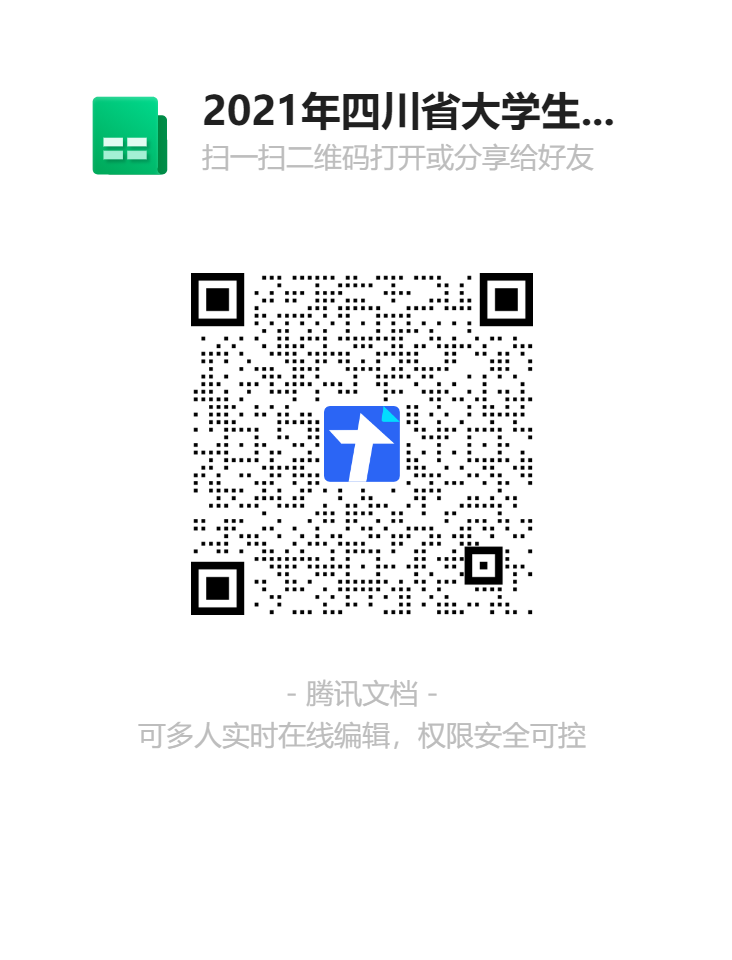 2021年四川省大学生...
扫一扫二维码打开或分享给好友
- 腾讯文档 -
可多人实时在线编辑，权限安全可控